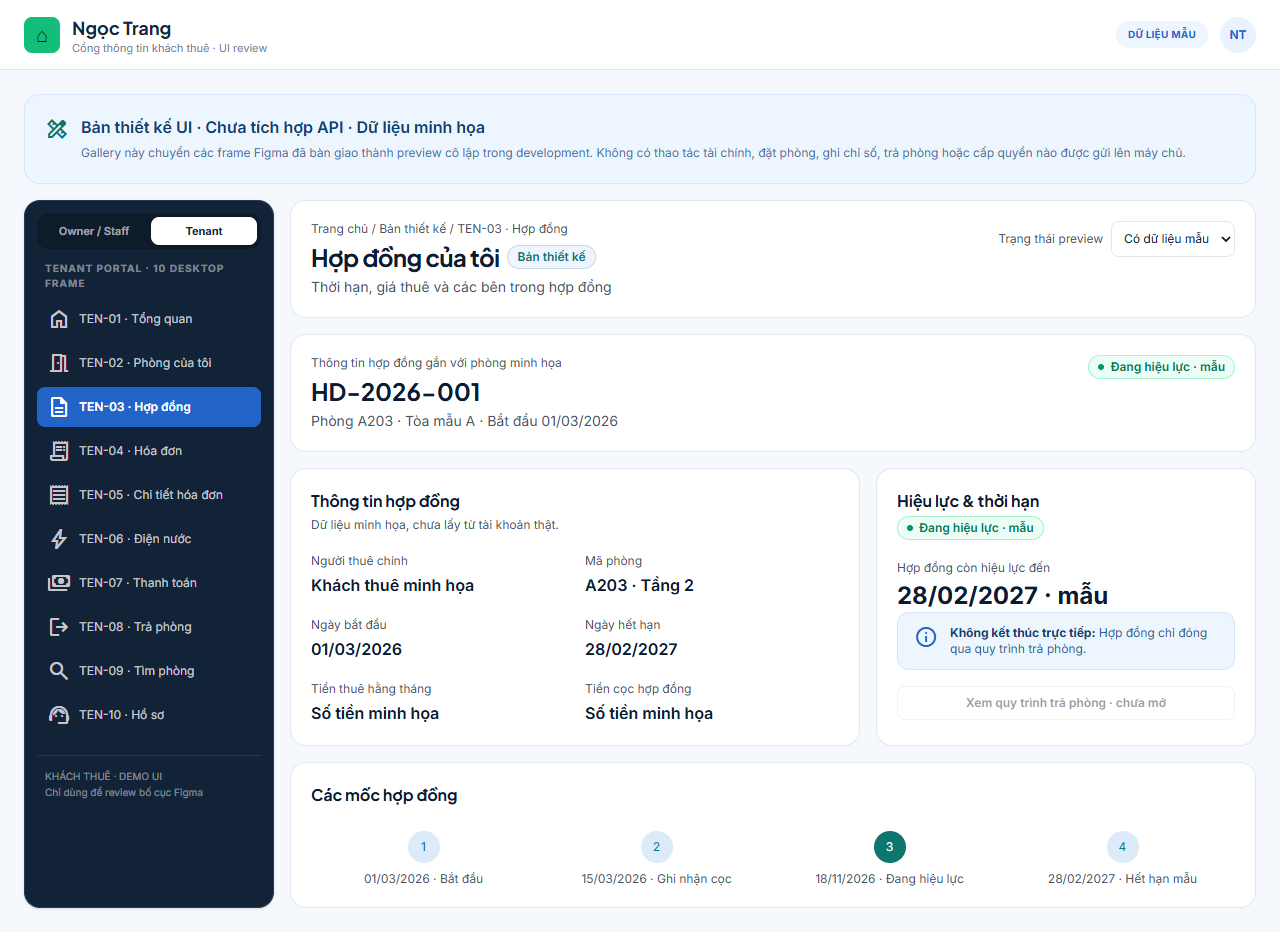 Ngọc Trang
Cổng thông tin khách thuê · UI review
DỮ LIỆU MẪU
NT
Bản thiết kế UI · Chưa tích hợp API · Dữ liệu minh họa
Gallery này chuyển các frame Figma đã bàn giao thành preview cô lập trong development. Không có thao tác tài chính, đặt phòng, ghi chỉ số, trả phòng hoặc cấp quyền nào được gửi lên máy chủ.
Owner / Staff
Tenant
TENANT PORTAL · 10 DESKTOP
FRAME
TEN-01 · Tổng quan
TEN-02 · Phòng của tôi
TEN-03 · Hợp đồng
TEN-04 · Hóa đơn
TEN-05 · Chi tiết hóa đơn
TEN-06 · Điện nước
TEN-07 · Thanh toán
TEN-08 · Trả phòng
TEN-09 · Tìm phòng
TEN-10 · Hồ sơ
KHÁCH THUÊ · DEMO UI
Chỉ dùng để review bố cục Figma
Trang chủ / Bản thiết kế / TEN-03 · Hợp đồng
Hợp đồng của tôi
Bản thiết kế
Thời hạn, giá thuê và các bên trong hợp đồng
Trạng thái preview
Có dữ liệu mẫu
Thông tin hợp đồng gắn với phòng minh họa
HD-2026-001
Phòng A203 · Tòa mẫu A · Bắt đầu 01/03/2026
Đang hiệu lực · mẫu
Thông tin hợp đồng
Dữ liệu minh họa, chưa lấy từ tài khoản thật.
Người thuê chính
Khách thuê minh họa
Mã phòng
A203 · Tầng 2
Ngày bắt đầu
01/03/2026
Ngày hết hạn
28/02/2027
Tiền thuê hằng tháng
Số tiền minh họa
Tiền cọc hợp đồng
Số tiền minh họa
Hiệu lực & thời hạn
Đang hiệu lực · mẫu
Hợp đồng còn hiệu lực đến
28/02/2027 · mẫu
Không kết thúc trực tiếp: Hợp đồng chỉ đóng
qua quy trình trả phòng.
Xem quy trình trả phòng · chưa mở
Các mốc hợp đồng
1
01/03/2026 · Bắt đầu
2
15/03/2026 · Ghi nhận cọc
3
18/11/2026 · Đang hiệu lực
4
28/02/2027 · Hết hạn mẫu